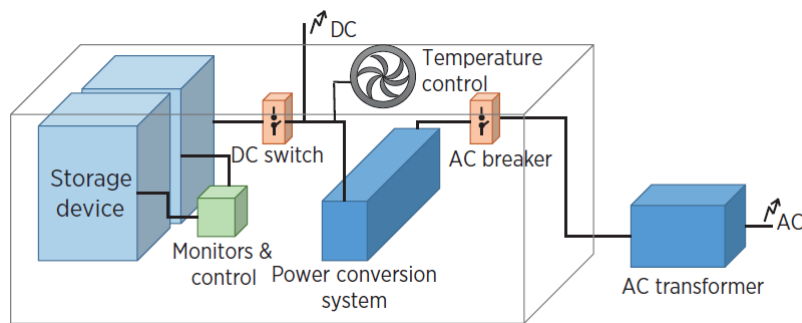 DC
Temperature
control
DC switch
AC breaker
Storage
device
Monitors &
control
Power conversion
system
AC
AC transformer